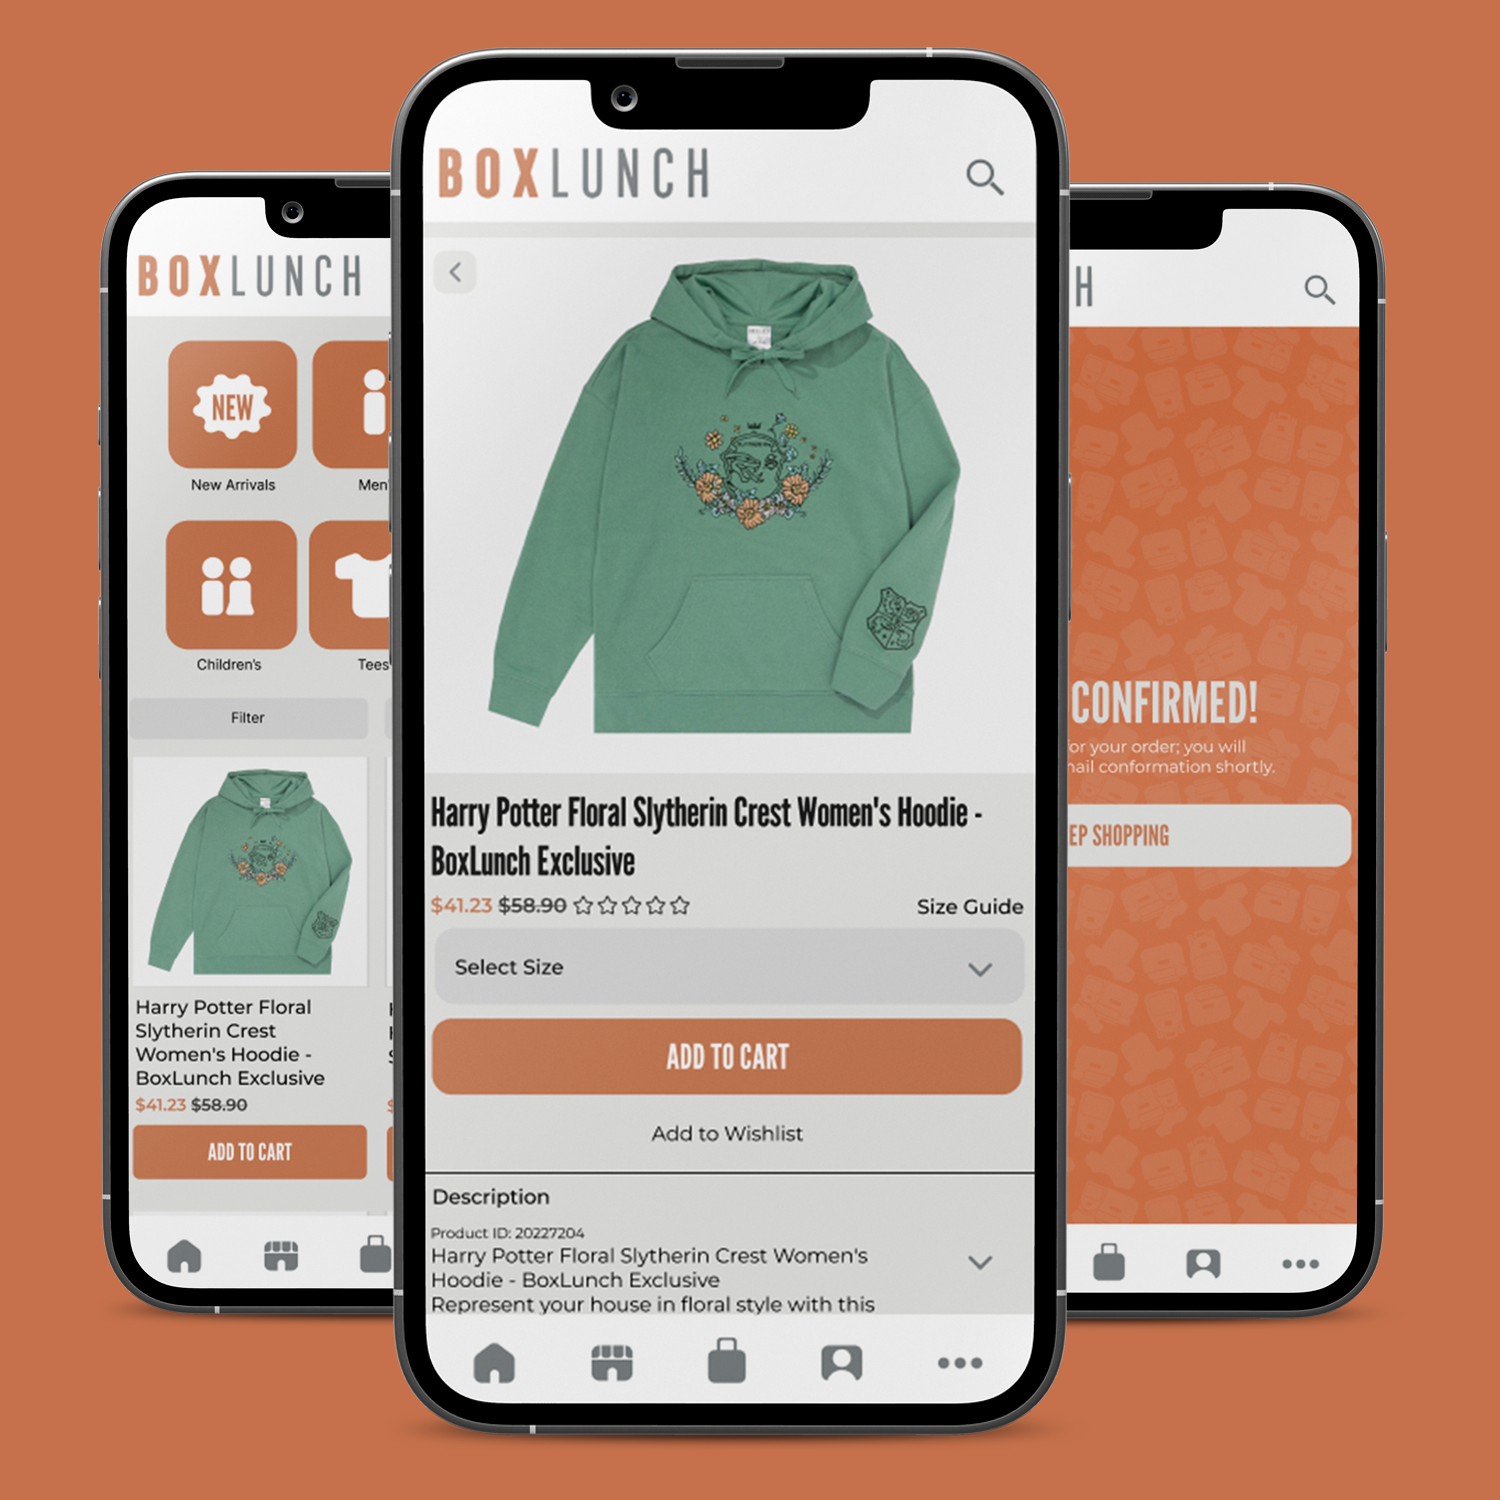 BOXLUNCH
NEW
New Arrivals
Men'
Children's
Tees
Filter
Harry Potter Floral
Slytherin Crest
Women's Hoodie -
BoxLunch Exclusive
$41.23 $58.90
ADD TO CART
BOXLUNCH
Harry Potter Floral Slytherin Crest Women's Hoodie -
BoxLunch Exclusive
$41.23 $58.90
Size Guide
Select Size
ADD TO CART
Add to Wishlist
Description
Product ID: 20227204
Harry Potter Floral Slytherin Crest Women's
Hoodie - BoxLunch Exclusive
Represent your house in floral style with this
H
CONFIRMED!
or your order; you will
ail conformation shortly.
EP SHOPPING